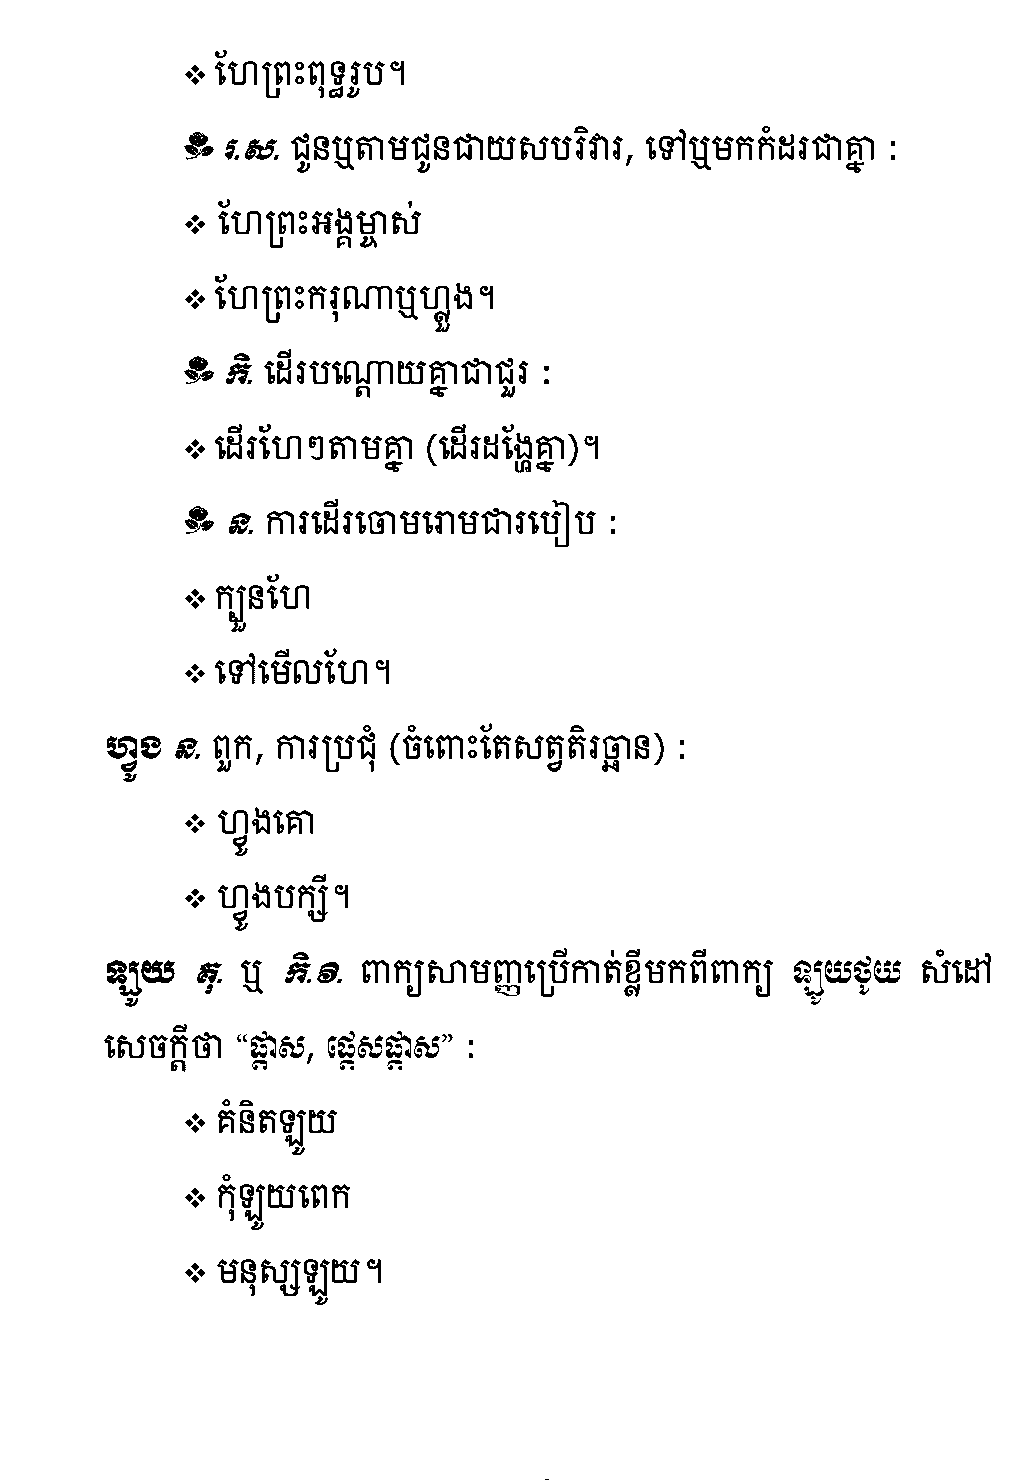 ❖ ហែព្រះពុទ្ធរូប។
រ.ស. ជូនឬតាមជូនជាយសបរិវារ, ទៅឬមកកំដរជាគ្នា :
❖ ហែព្រះអង្គម្ចាស់
❖ ហែព្រះករុណាឬហ្លួង។
កិ. ដើរបណ្ដោយគ្នាជាជួរ :
❖ ដើរហែៗតាមគ្នា (ដើរដង្ហែគ្នា)។
ន. ការដើរចោមរោមជារបៀប :
❖ ក្បួនហែ
❖ ទៅមើលហែ។
ហ្វូង ន. ពួក, ការប្រជុំ (ចំពោះតែសត្វតិរច្ឆាន) :
❖ ហ្វូងគោ
❖ ហ្វូងបក្សី។
ឡូយ គុ. ឬ កិ.១. ពាក្យសាមញ្ញប្រើកាត់ខ្លីមកពីពាក្យ ឡូយថូយ សំដៅ
សេចក្ដីថា “ផ្ដាស, ផ្ដេសផ្ដាស” :
❖ គំនិតឡូយ
❖ កុំឡូយពេក
❖ មនុស្សឡូយ។